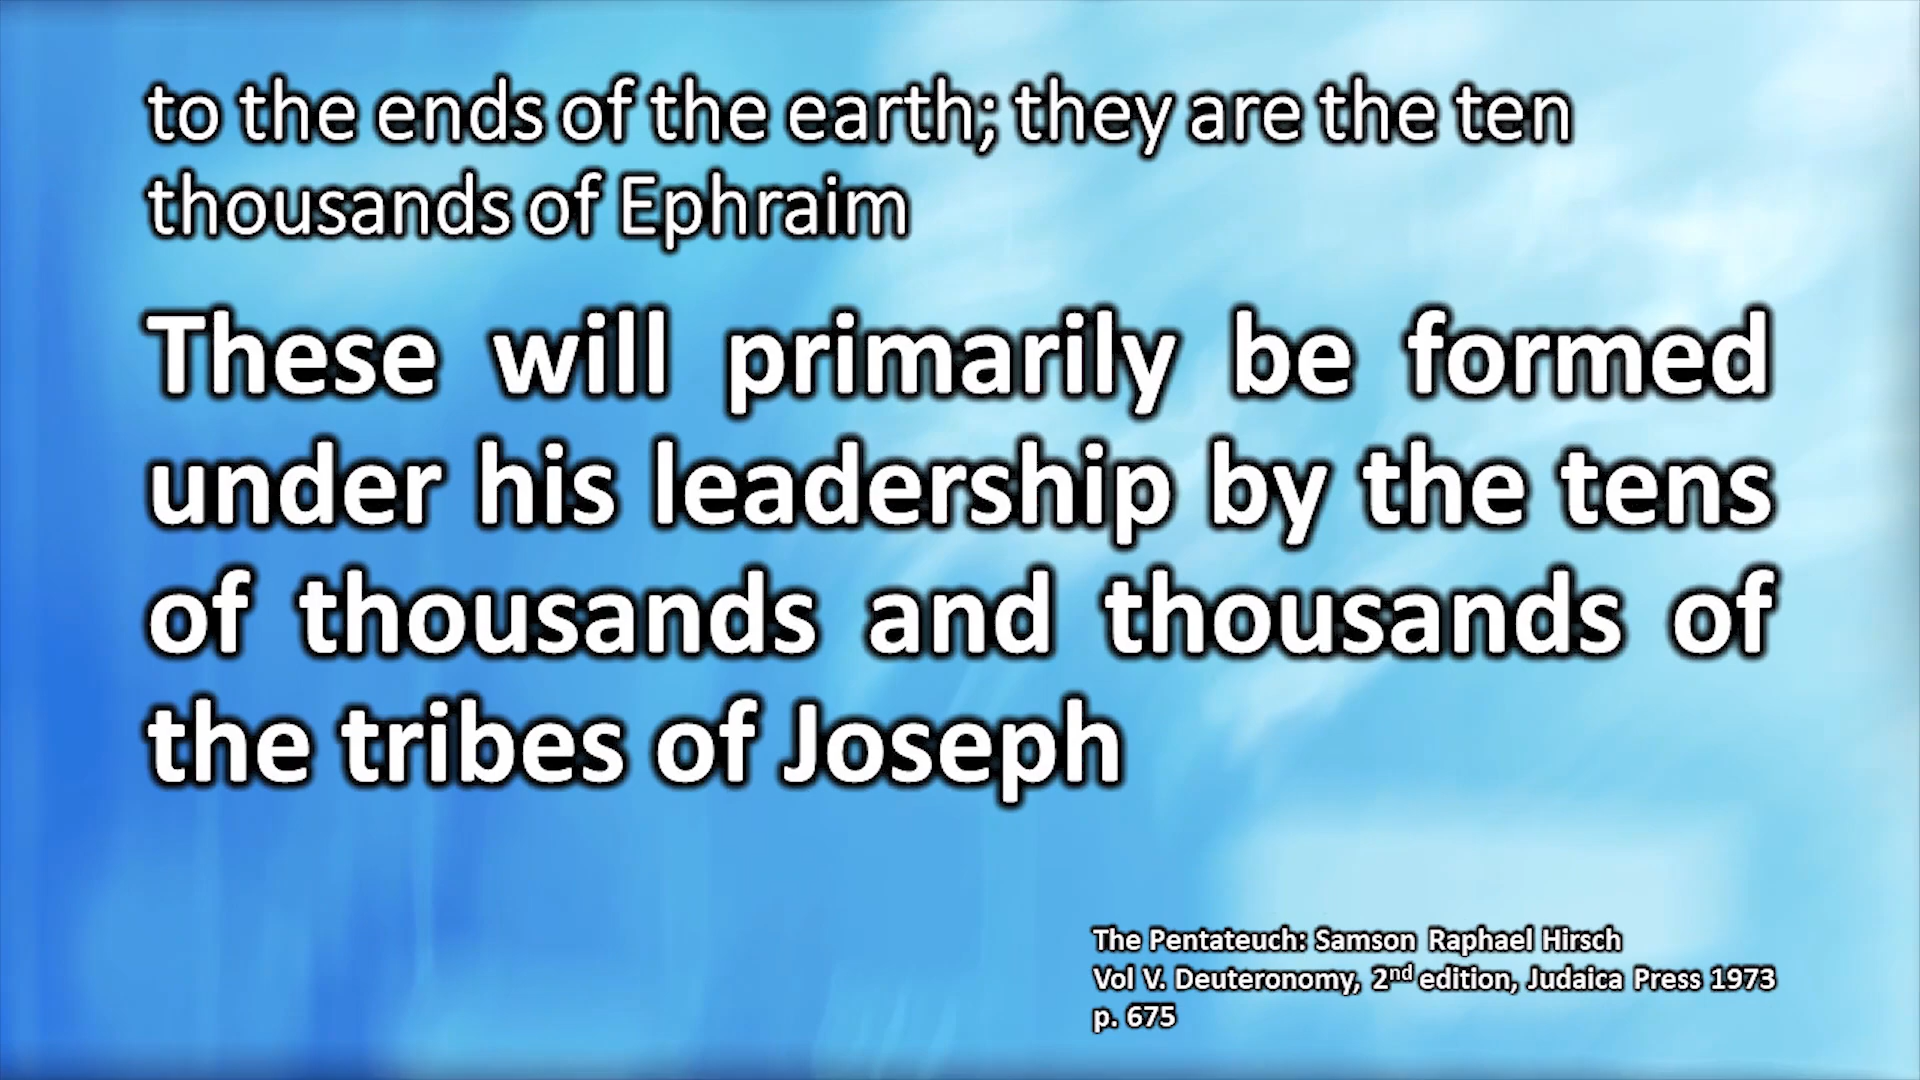 to the ends of the earth; they are the ten
thousands of Ephraim
These will primarily be formed
under his leadership by the tens
of thousands and thousands of
the tribes of Joseph
The Pentateuch: Samson Raphael Hirsch
Vol V. Deuteronomy, 2nd edition, Judaica Press 1973
p. 675